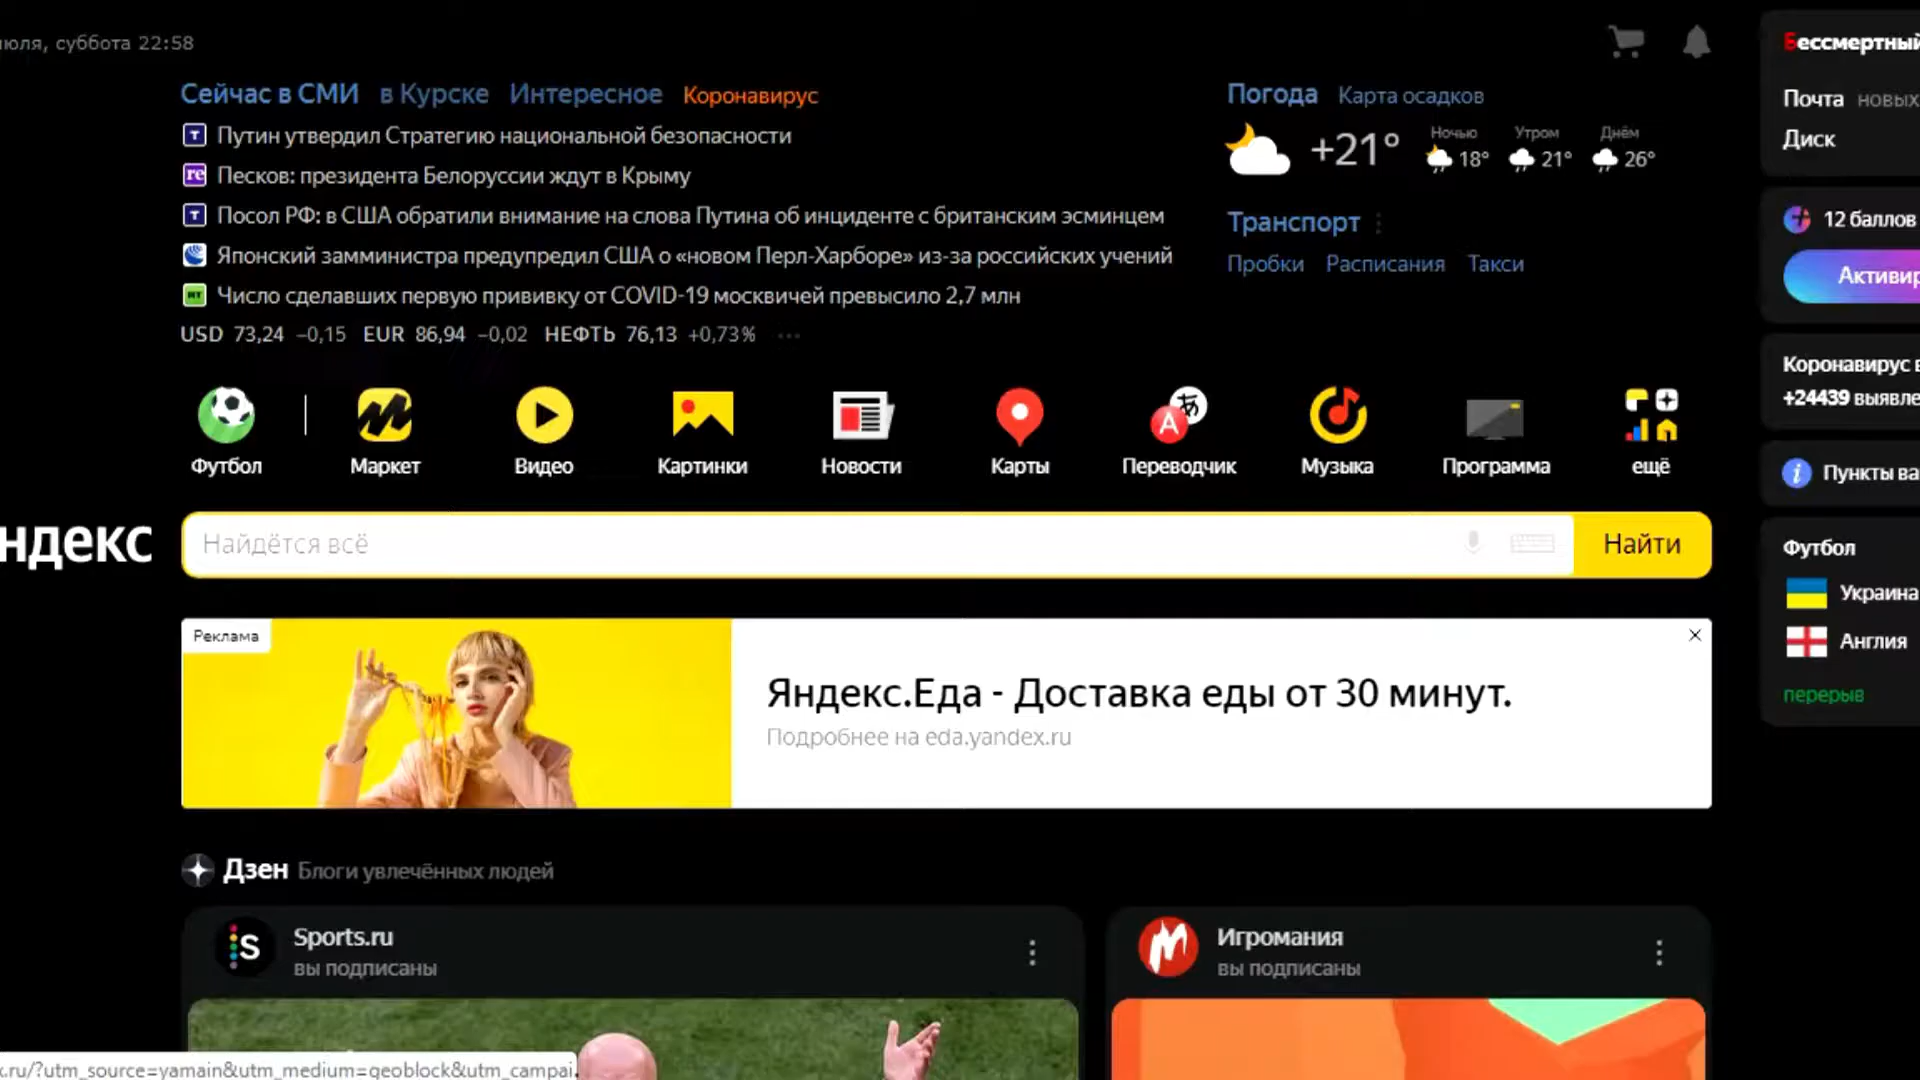 июля, суббота 22:58
Сейчас в СМИ в Курске Интересное Коронавирус
Путин утвердил Стратегию национальной безопасности
Песков: президента Белоруссии ждут в Крыму
Посол РФ: в США обратили внимание на слова Путина об инциденте с британским эсминцем
Японский замминистра предупредил США о «новом Перл-Харборе» из-за российских учений
Число сделавших первую прививку от COVID-19 москвичей превысило 2,7 млн
USD 73,24 −0,15 EUR 86,94 −0,02 НЕФТЬ 76,13 +0,73% ···
Погода Карта осадков
+21° Ночью 18° Утром 21° Днём 26°
Транспорт
Пробки Расписания Такси
Бессмертный
Почта новых
Диск
12 баллов
Активир
Коронавирус в
+24439 выявле
Пункты ва
Футбол
Украина
Англия
перерыв
Футбол Маркет Видео Картинки Новости Карты Переводчик Музыка Программа ещё
ндекс Найдётся всё Найти
Реклама
Яндекс.Еда - Доставка еды от 30 минут.
Подробнее на eda.yandex.ru
Дзен Блоги увлечённых людей
Sports.ru
вы подписаны
Игромания
вы подписаны
x.ru/?utm_source=yamain&utm_medium=geoblock&utm_campai